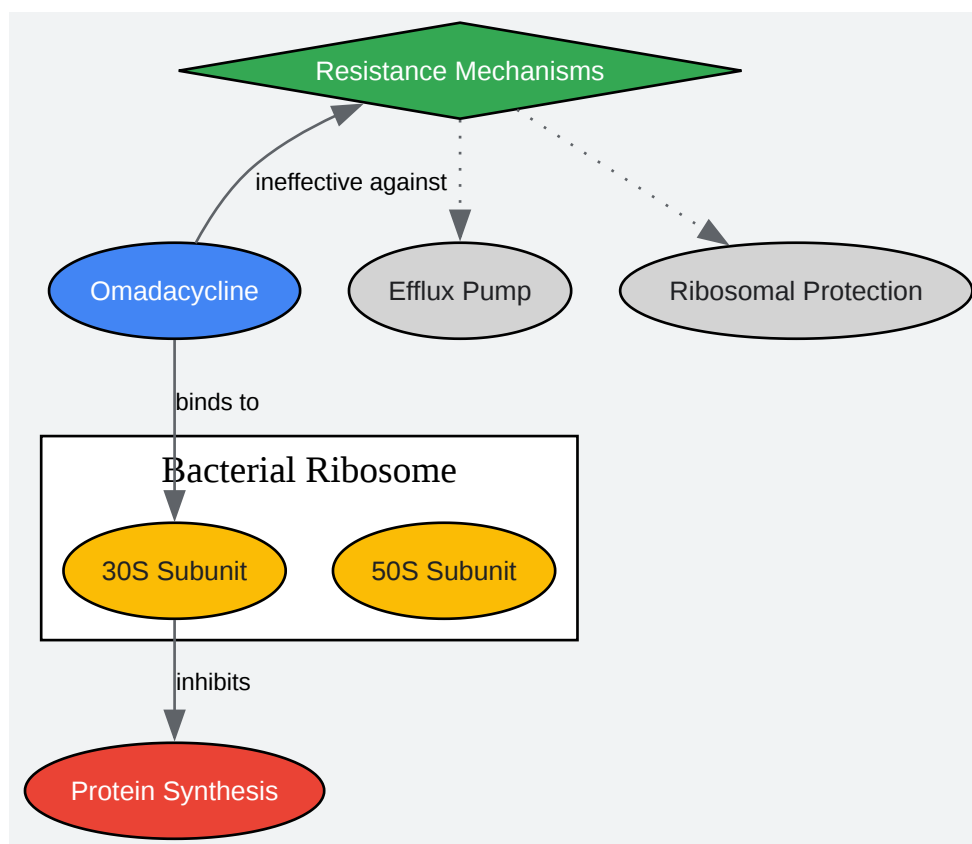 Resistance Mechanisms
ineffective against
Omadacycline
Efflux Pump
Ribosomal Protection
binds to
Bacterial Ribosome
30S Subunit
50S Subunit
inhibits
Protein Synthesis